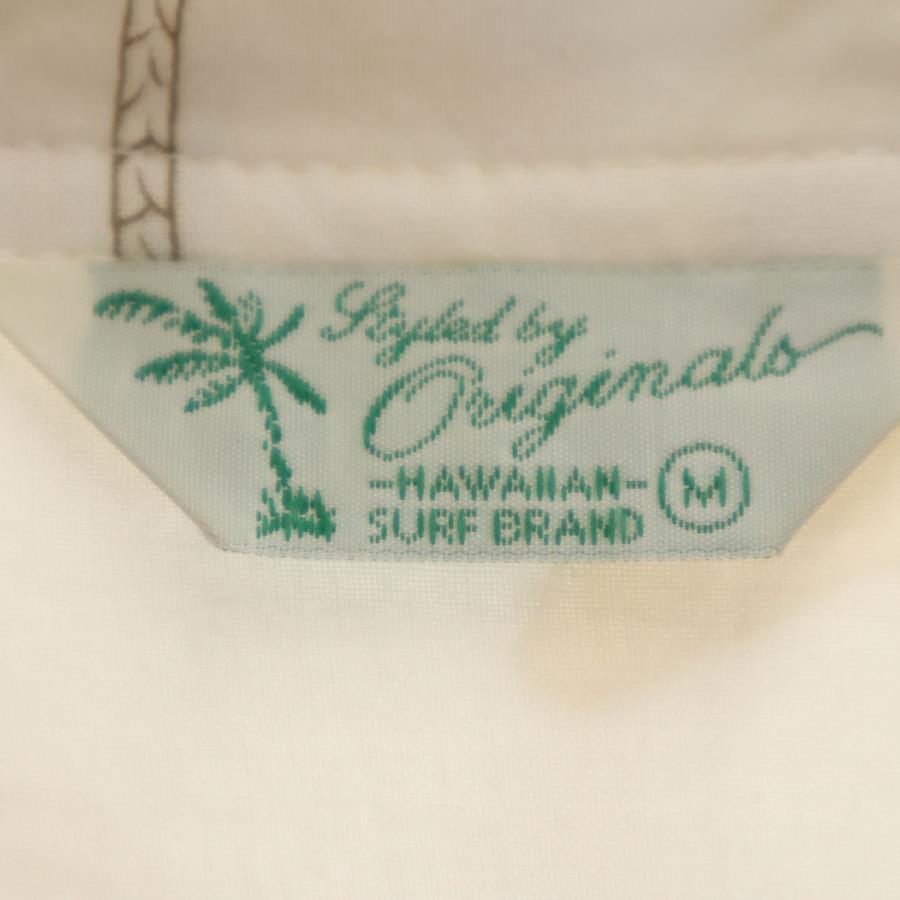 Styled by
Originals
-HAWAIIAN-
SURF BRAND
M